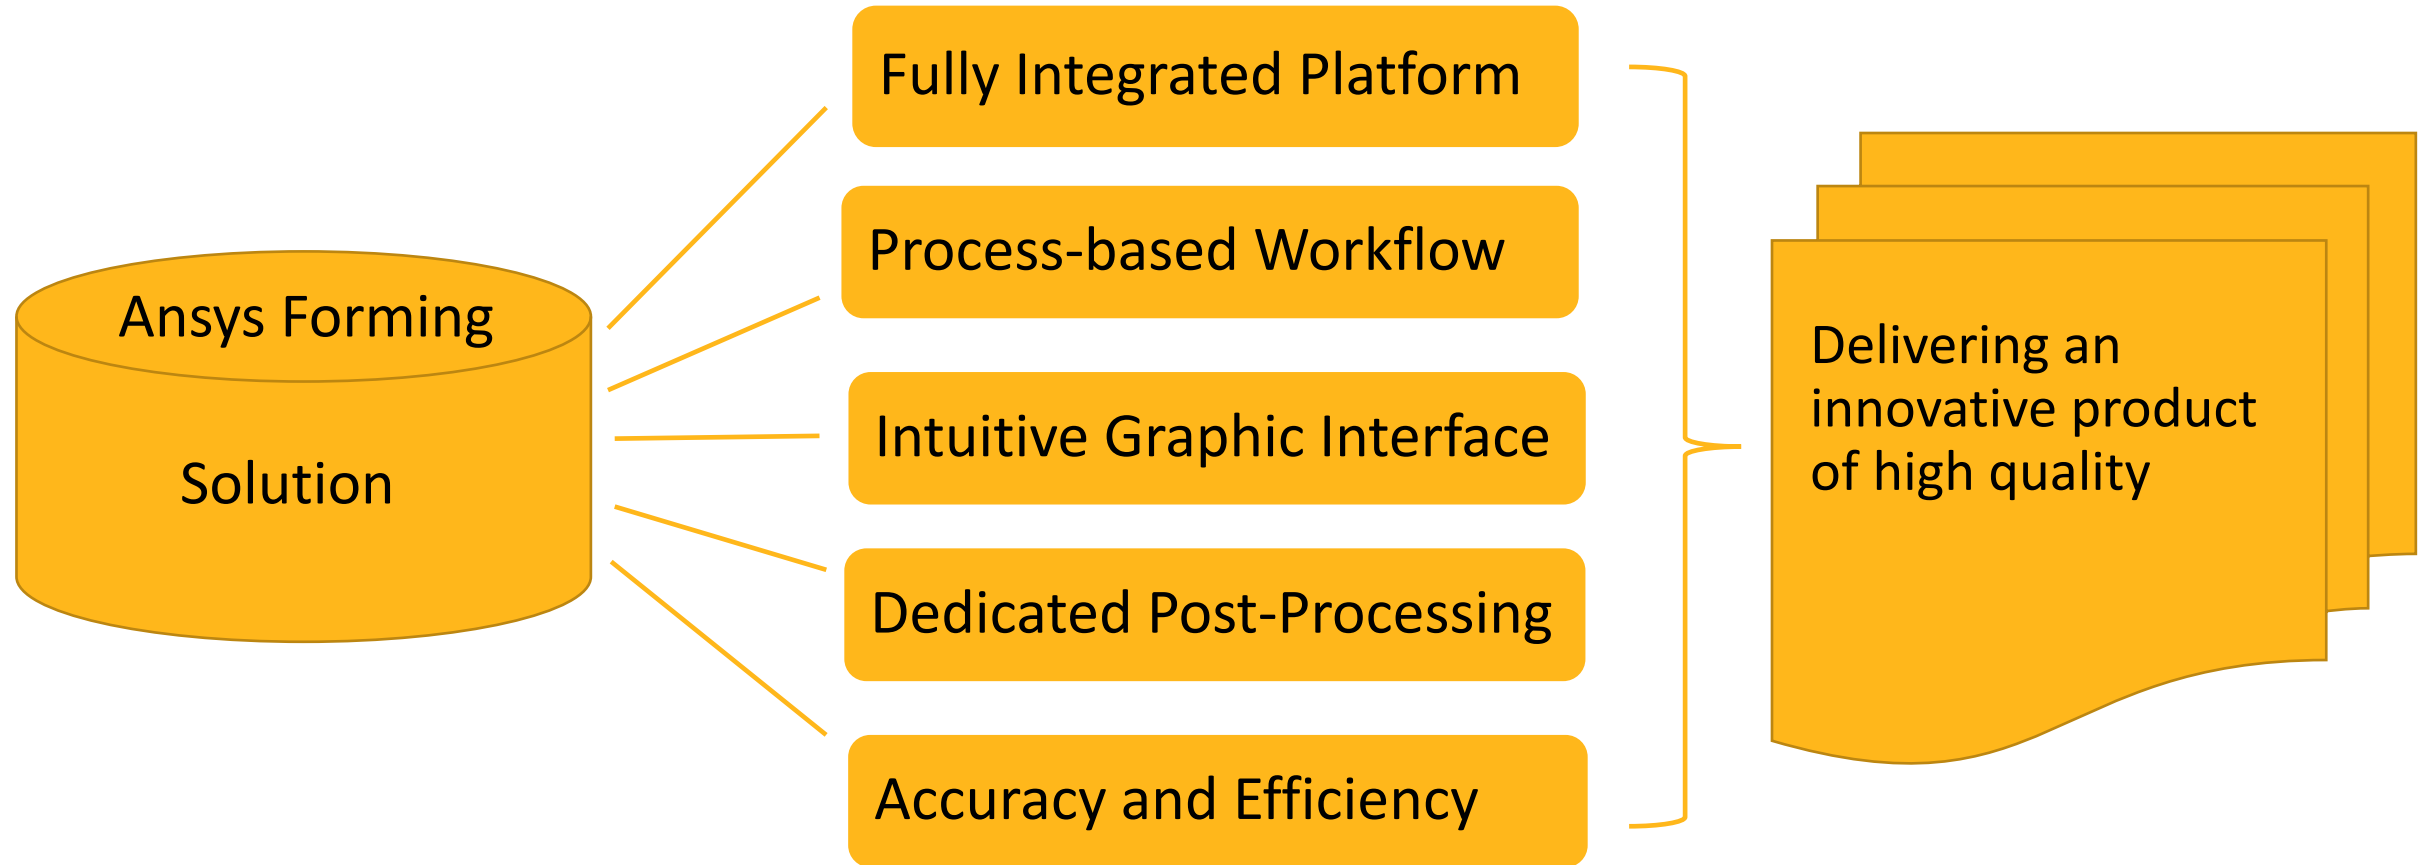 Ansys Forming
Solution
Fully Integrated Platform
Process-based Workflow
Intuitive Graphic Interface
Dedicated Post-Processing
Accuracy and Efficiency
Delivering an
innovative product
of high quality